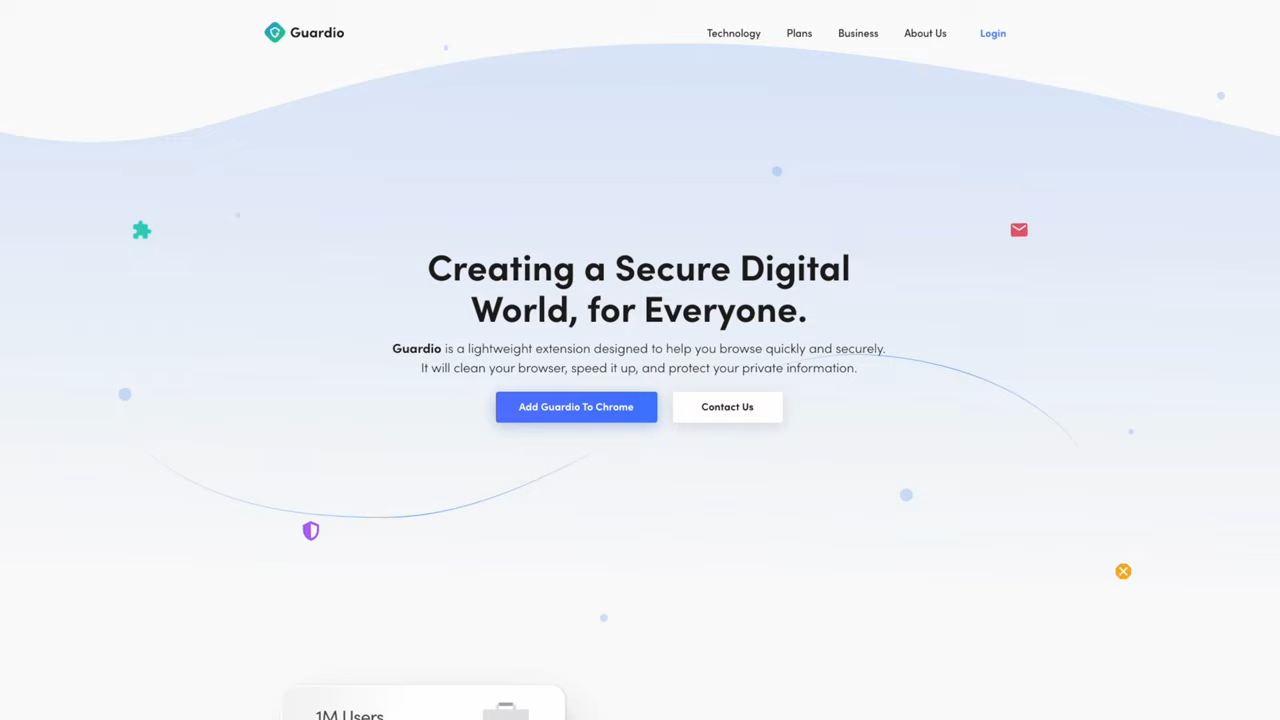 Guardio
Technology
Plans
Business
About Us
Login
Creating a Secure Digital
World, for Everyone.
Guardio is a lightweight extension designed to help you browse quickly and securely.
It will clean your browser, speed it up, and protect your private information.
Add Guardio To Chrome
Contact Us
1M Users